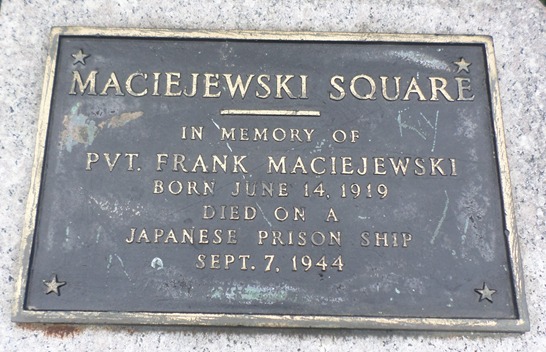 MACIEJEWSKI SQUARE
IN MEMORY OF
PVT. FRANK MACIEJEWSKI
BORN JUNE 14, 1919
DIED ON A
JAPANESE PRISON SHIP
SEPT. 7, 1944